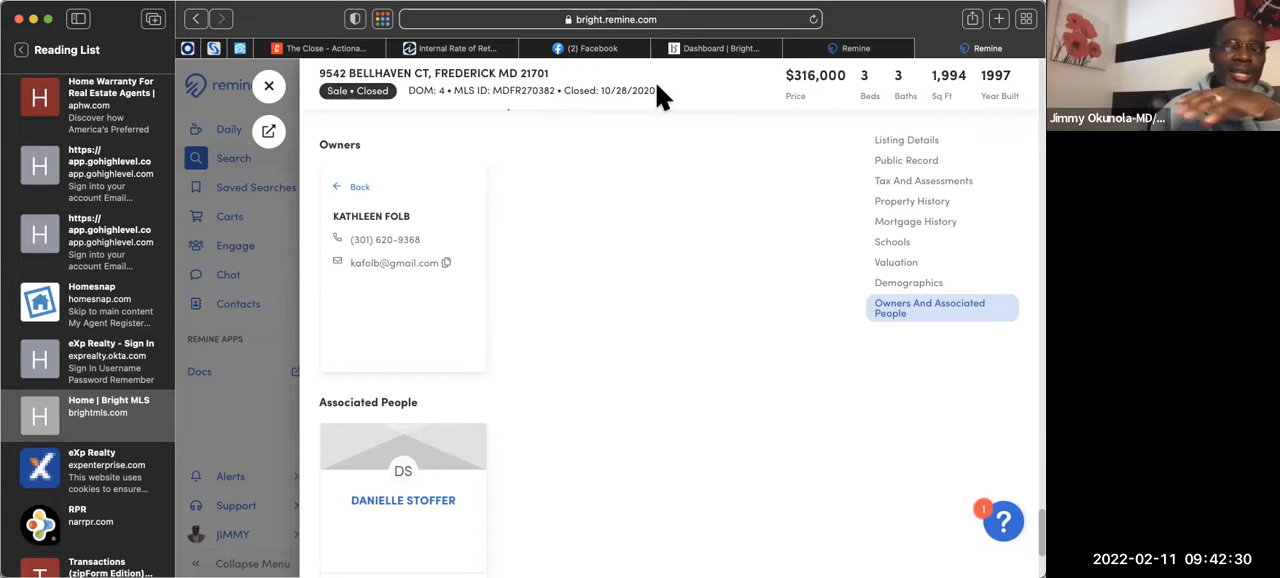 bright.remine.com
Reading List
The Close - Actiona...
Internal Rate of Ret...
(2) Facebook
Dashboard | Bright...
Remine
Remine
H
Home Warranty For
Real Estate Agents |
aphw.com
Discover how
America's Preferred
H
https://
app.gohighlevel.co
app.gohighlevel.com
Sign into your
account Email...
H
https://
app.gohighlevel.co
app.gohighlevel.com
Sign into your
account Email...
Homesnap
homesnap.com
Skip to main content
My Agent Register...
H
eXp Realty - Sign In
exprealty.okta.com
Sign In Username
Password Remember
H
Home | Bright MLS
brightmls.com
eXp Realty
expenterprise.com
This website uses
cookies to ensure...
RPR
narrpr.com
Transactions
(zipForm Edition)...
remin
Daily
Search
Saved Searches
Carts
Engage
Chat
Contacts
REMINE APPS
Docs
Alerts
Support
JIMMY
Collapse Menu
9542 BELLHAVEN CT, FREDERICK MD 21701
Sale • Closed DOM: 4 • MLS ID: MDFR270382 • Closed: 10/28/2020
$316,000 3 3 1,994 1997
Price Beds Baths Sq Ft Year Built
Owners
Back
KATHLEEN FOLB
(301) 620-9368
kafolb@gmail.com
Associated People
DS
DANIELLE STOFFER
Listing Details
Public Record
Tax And Assessments
Property History
Mortgage History
Schools
Valuation
Demographics
Owners And Associated
People
1
?
Jimmy Okunola-MD/...
2022-02-11 09:42:30